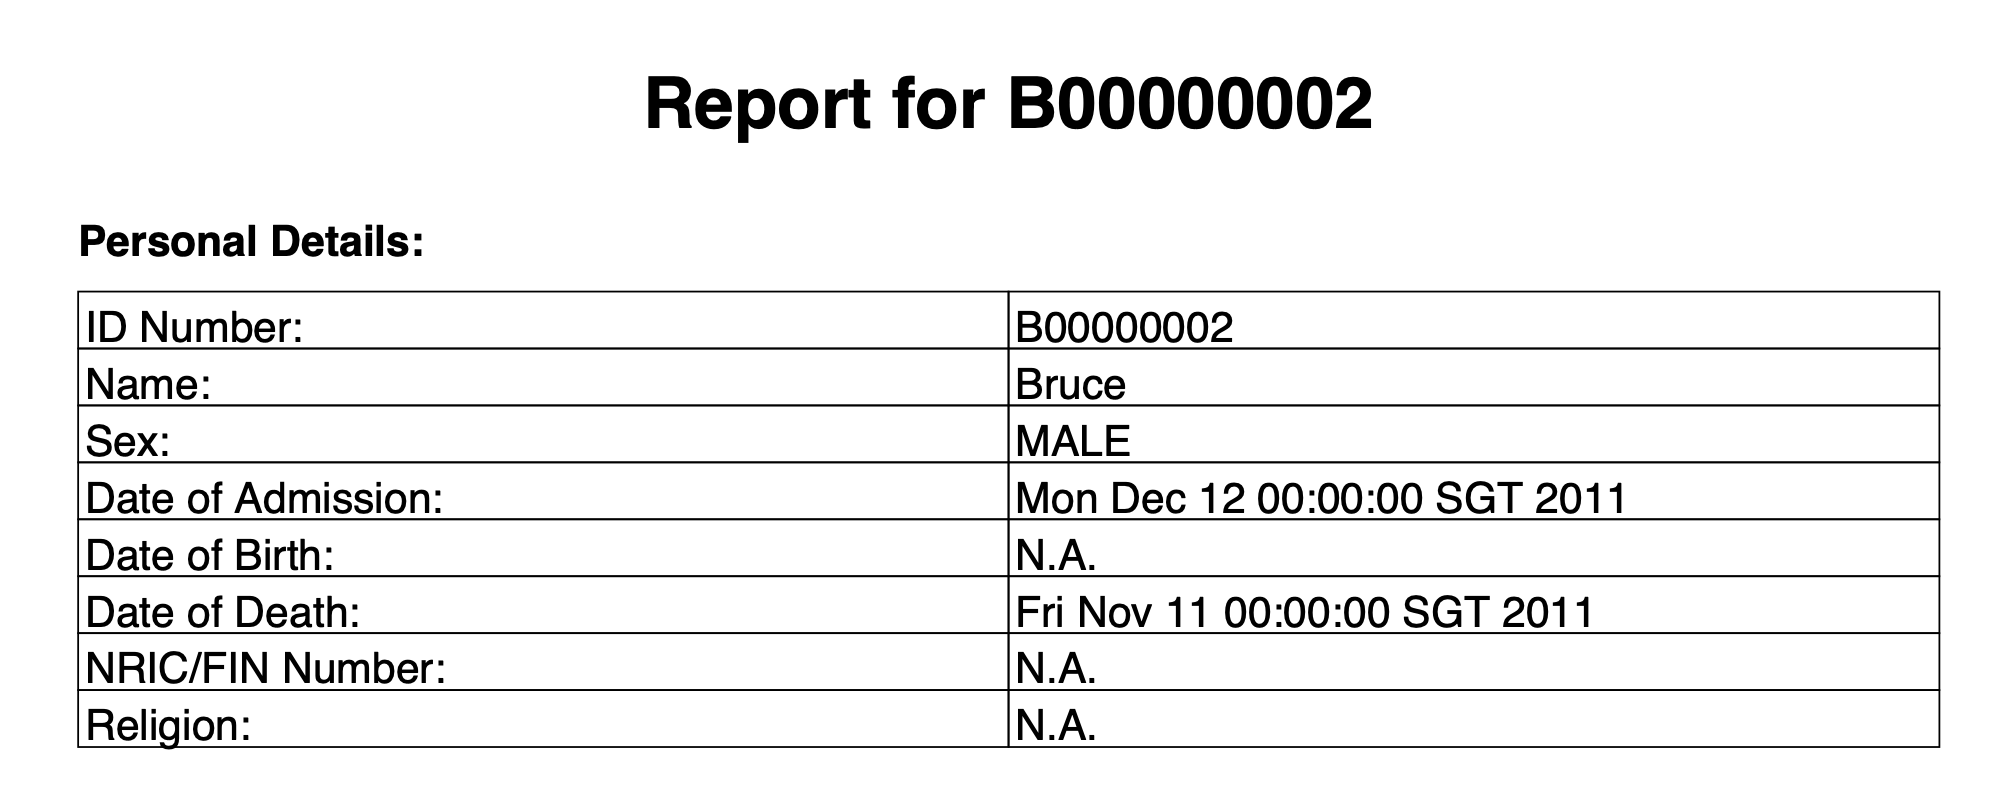 Report for B00000002
Personal Details:
ID Number: B00000002
Name: Bruce
Sex: MALE
Date of Admission: Mon Dec 12 00:00:00 SGT 2011
Date of Birth: N.A.
Date of Death: Fri Nov 11 00:00:00 SGT 2011
NRIC/FIN Number: N.A.
Religion: N.A.